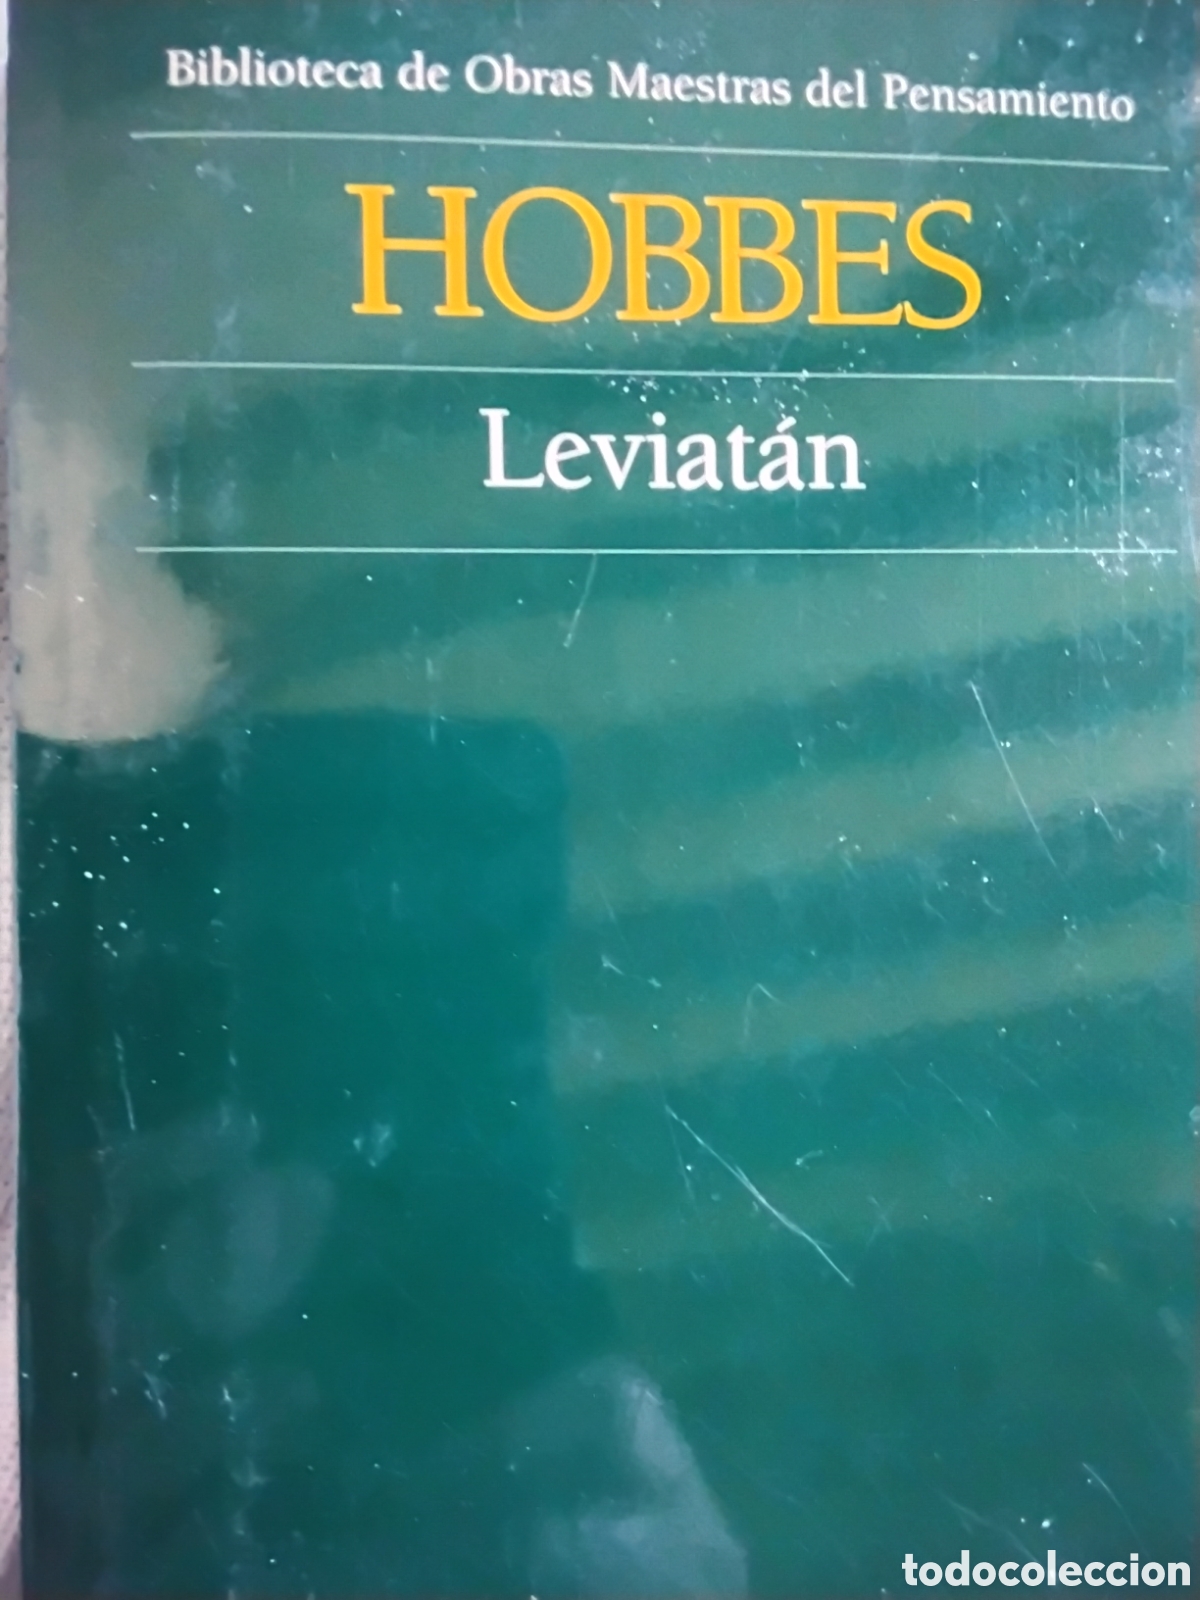 Biblioteca de Obras Maestras del Pensamiento
HOBBES
Leviatán
todocoleccion